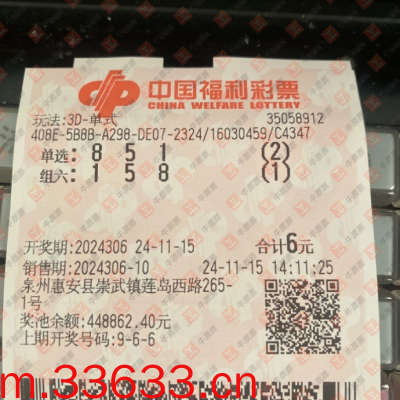 中国福利彩票
CHINA WELFARE LOTTERY
玩法:3D-单式 35058912
408E-5B8B-A298-DE07-2324/16030459/C4347
单选: 8 5 1 (2)
组六: 1 5 8 (1)
开奖期:2024306 24-11-15 合计6元
销售期:2024306-10 24-11-15 14:11:25
泉州惠安县崇武镇莲岛西路265-
1号
奖池余额:448862.40元
上期开奖号码:9-6-6
m.33633.cn